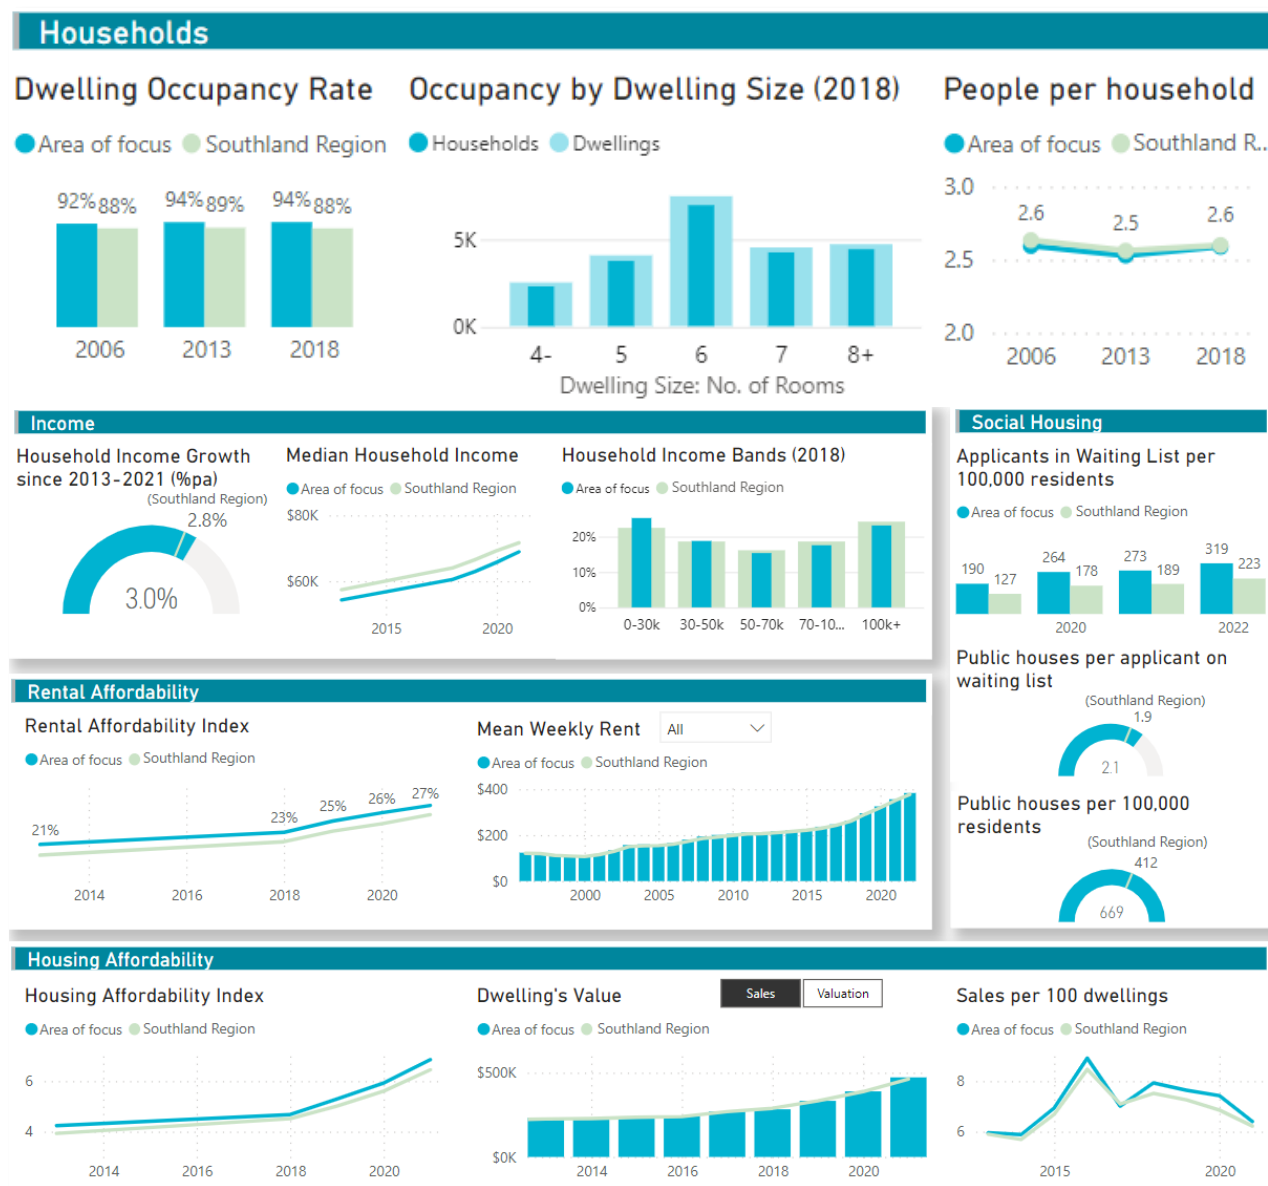 Households
Dwelling Occupancy Rate
Area of focus Southland Region
92% 88% 94% 89% 94% 88%
2006 2013 2018
Occupancy by Dwelling Size (2018)
Households Dwellings
5K
0K
4- 5 6 7 8+
Dwelling Size: No. of Rooms
People per household
Area of focus Southland R..
3.0
2.6 2.5 2.6
2.5
2.0
2006 2013 2018
Income
Household Income Growth
since 2013-2021 (%pa)
(Southland Region)
2.8%
3.0%
Median Household Income
Area of focus Southland Region
$80K
$60K
2015 2020
Household Income Bands (2018)
Area of focus Southland Region
20%
10%
0%
0-30k 30-50k 50-70k 70-10... 100k+
Social Housing
Applicants in Waiting List per
100,000 residents
Area of focus Southland Region
190 127 264 178 273 189 319 223
2020 2022
Public houses per applicant on
waiting list
(Southland Region)
1.9
2.1
Public houses per 100,000
residents
(Southland Region)
412
669
Rental Affordability
Rental Affordability Index
Area of focus Southland Region
21% 23% 25% 26% 27%
2014 2016 2018 2020
Mean Weekly Rent All
Area of focus Southland Region
$400
$200
$0
2000 2005 2010 2015 2020
Housing Affordability
Housing Affordability Index
Area of focus Southland Region
6
4
2014 2016 2018 2020
Dwelling's Value Sales Valuation
Area of focus Southland Region
$500K
$0K
2014 2016 2018 2020
Sales per 100 dwellings
Area of focus Southland Region
8
6
2015 2020